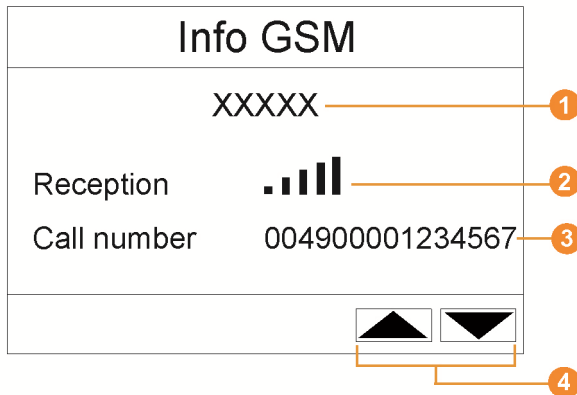 Info GSM
XXXXX
1
Reception
2
Call number 004900001234567
3
4